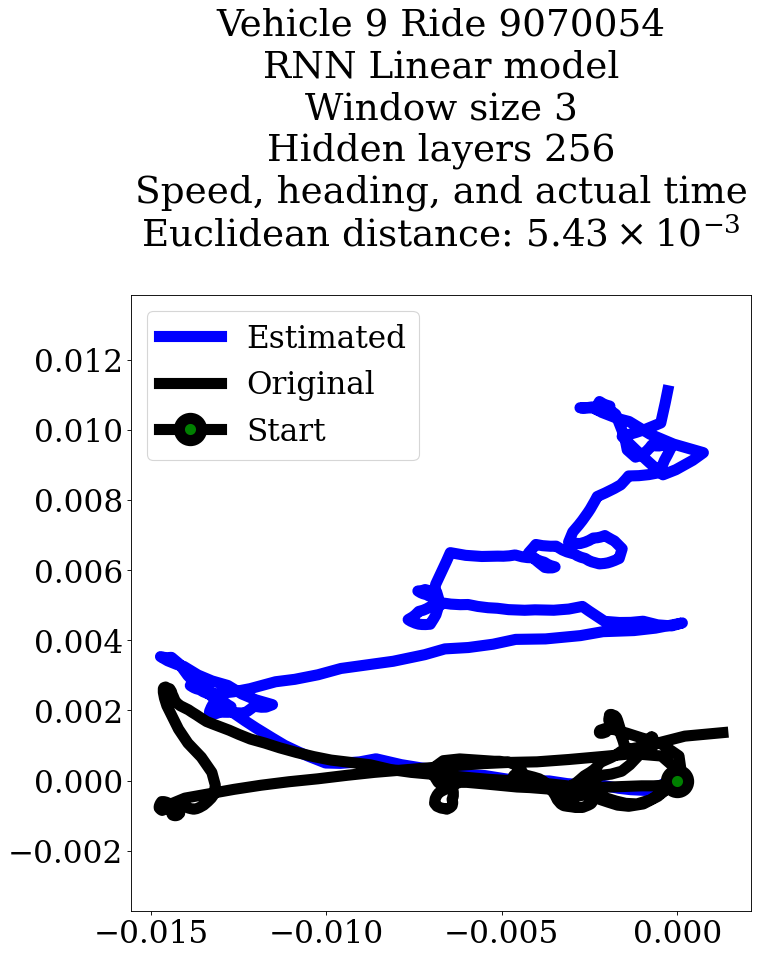 Vehicle 9 Ride 9070054
RNN Linear model
Window size 3
Hidden layers 256
Speed, heading, and actual time
Euclidean distance: 5.43 × 10⁻³
Estimated
Original
Start
0.012
0.010
0.008
0.006
0.004
0.002
0.000
−0.002
−0.015 −0.010 −0.005 0.000